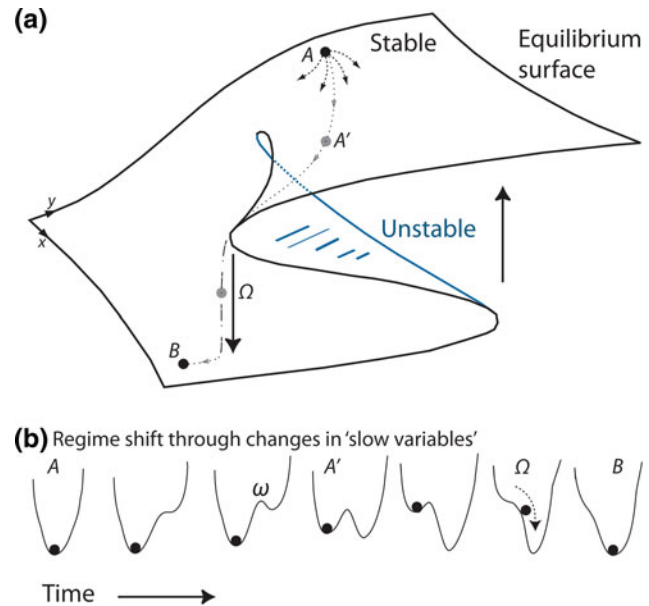 (a)
A
Stable
Equilibrium
surface
A'
y
x
Unstable
Ω
B
(b) Regime shift through changes in 'slow variables'
A ω A' Ω B
Time